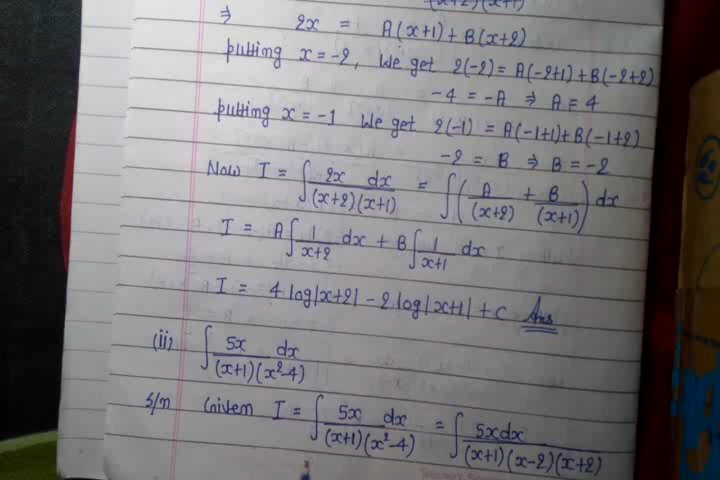 (x+2)(x+1)
⇒ 2x = A(x+1) + B(x+2)
putting x = -2, We get 2(-2) = A(-2+1) + B(-2+2)
-4 = -A ⇒ A = 4
putting x = -1 We get 2(-1) = A(-1+1) + B(-1+2)
-2 = B ⇒ B = -2
Now I = ∫ 2x dx / (x+2)(x+1) = ∫ ( A / (x+2) + B / (x+1) ) dx
I = A ∫ 1 / x+2 dx + B ∫ 1 / x+1 dx
I = 4 log|x+2| - 2 log|x+1| + C Ans
(ii) ∫ 5x dx / (x+1)(x²-4)
S/n Given I = ∫ 5x dx / (x+1)(x²-4) = ∫ 5x dx / (x+1)(x-2)(x+2)